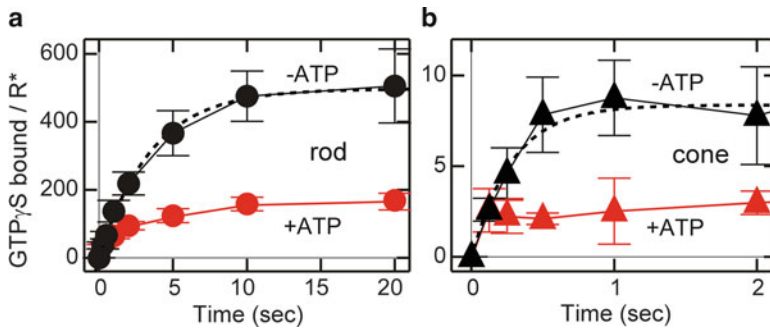 a
GTPγS bound / R*
600
400
200
0
-ATP
rod
+ATP
0
5
10
15
20
Time (sec)
b
10
5
0
-ATP
cone
+ATP
0
1
2
Time (sec)